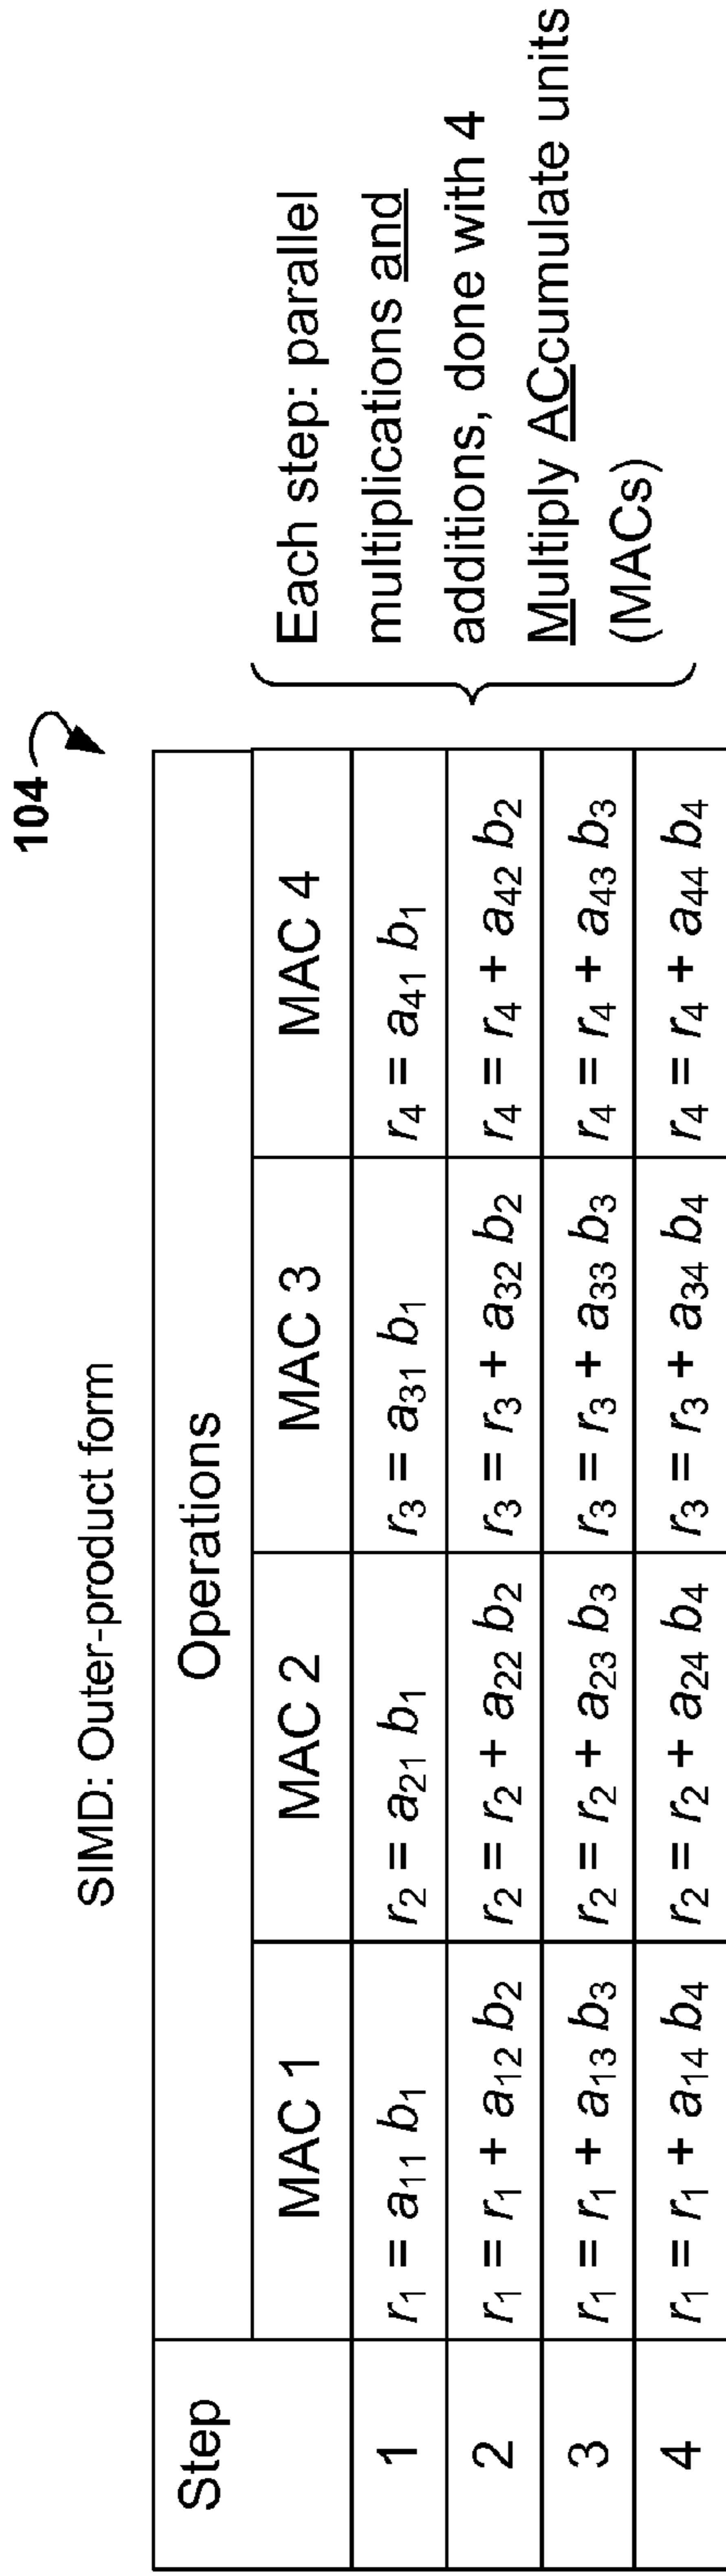 104
SIMD: Outer-product form
Step Operations
MAC 1 MAC 2 MAC 3 MAC 4
1 r₁ = a₁₁ b₁ r₂ = a₂₁ b₁ r₃ = a₃₁ b₁ r₄ = a₄₁ b₁
2 r₁ = r₁ + a₁₂ b₂ r₂ = r₂ + a₂₂ b₂ r₃ = r₃ + a₃₂ b₂ r₄ = r₄ + a₄₂ b₂
3 r₁ = r₁ + a₁₃ b₃ r₂ = r₂ + a₂₃ b₃ r₃ = r₃ + a₃₃ b₃ r₄ = r₄ + a₄₃ b₃
4 r₁ = r₁ + a₁₄ b₄ r₂ = r₂ + a₂₄ b₄ r₃ = r₃ + a₃₄ b₄ r₄ = r₄ + a₄₄ b₄
Each step: parallel
multiplications and
additions, done with 4
Multiply ACcumulate units
(MACs)